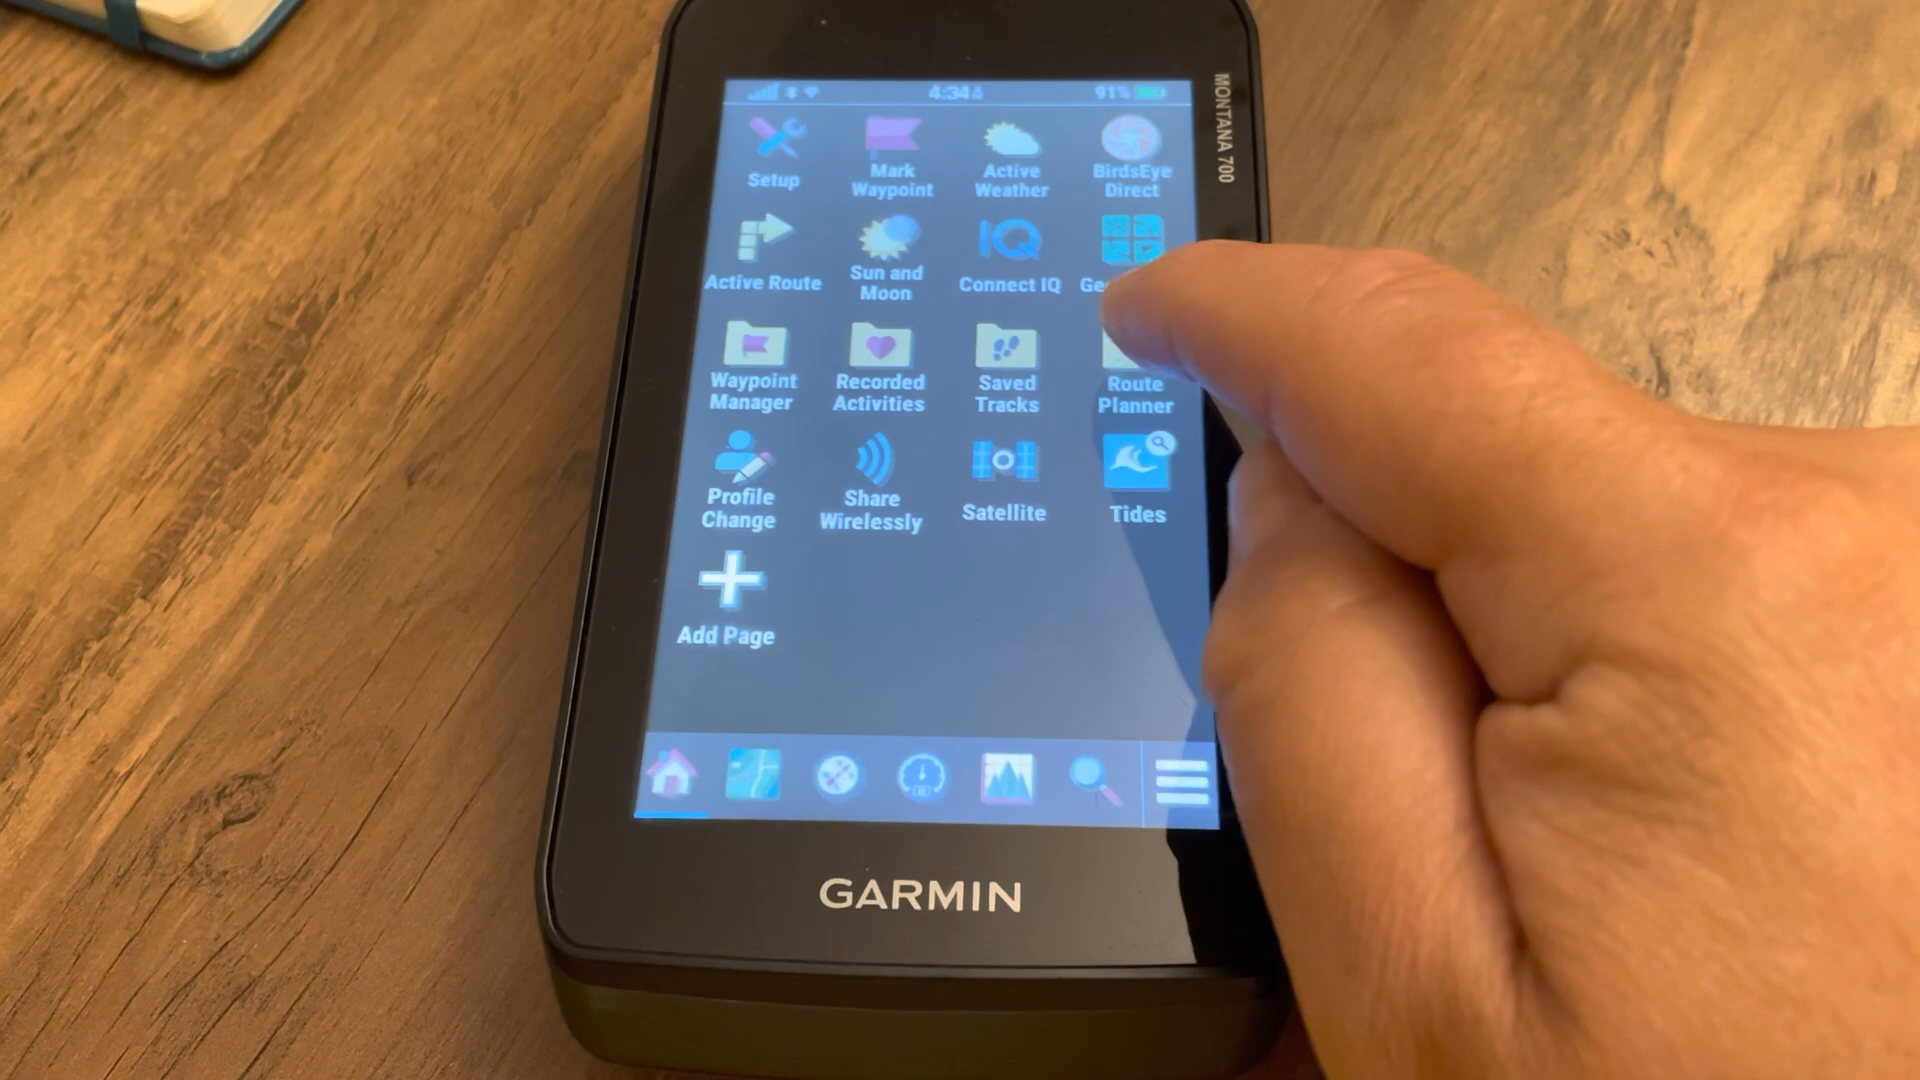 4:34
91%
MONTANA 700
Setup
Mark
Waypoint
Active
Weather
BirdsEye
Direct
Active Route
Sun and
Moon
IQ
Connect IQ
Waypoint
Manager
Recorded
Activities
Saved
Tracks
Route
Planner
Profile
Change
Share
Wirelessly
Satellite
Tides
Add Page
GARMIN